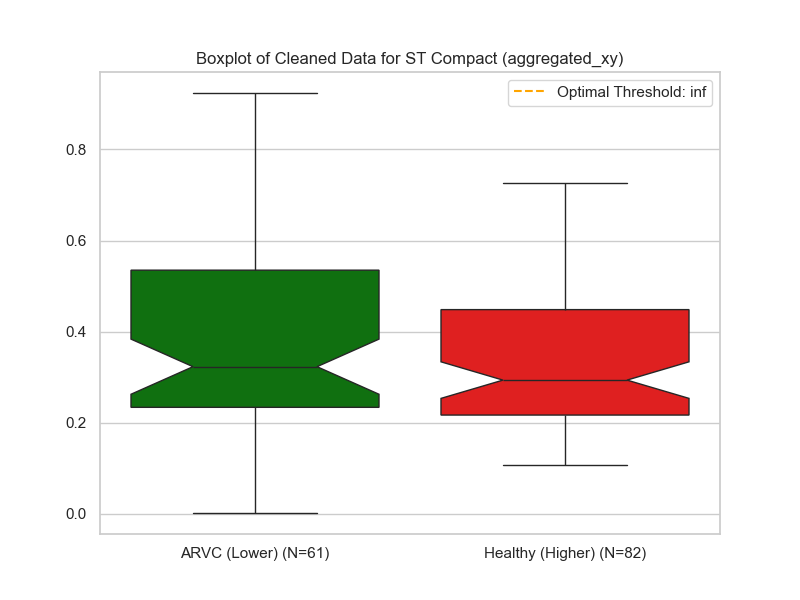 Boxplot of Cleaned Data for ST Compact (aggregated_xy)
Optimal Threshold: inf
0.8
0.6
0.4
0.2
0.0
ARVC (Lower) (N=61)
Healthy (Higher) (N=82)